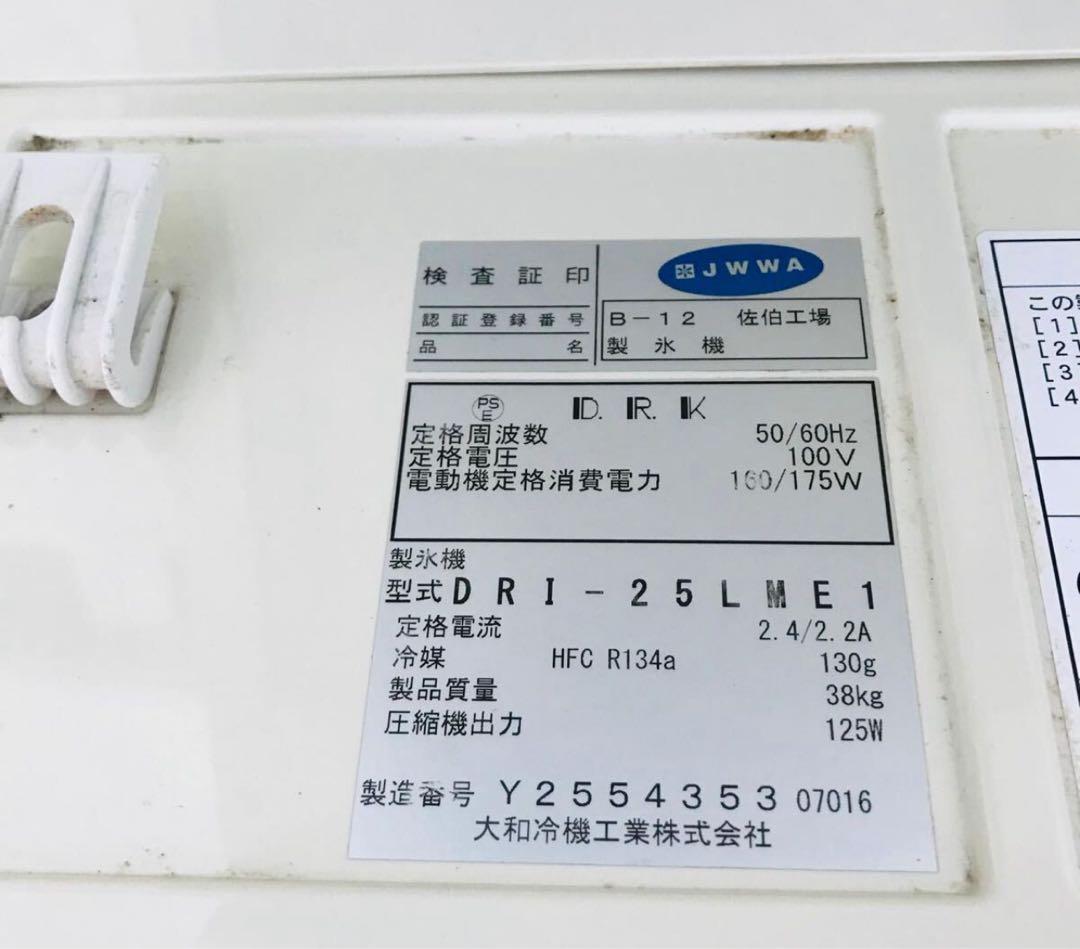 検査証印
JWWA
認証登録番号 B-12 佐伯工場
品名 製氷機
PSE D.R.K
定格周波数 50/60Hz
定格電圧 100V
電動機定格消費電力 160/175W
製氷機
型式 DRI-25LME1
定格電流 2.4/2.2A
冷媒 HFC R134a 130g
製品質量 38kg
圧縮機出力 125W
製造番号 Y2554353 07016
大和冷機工業株式会社
この
[1]
[2]
[3]
[4